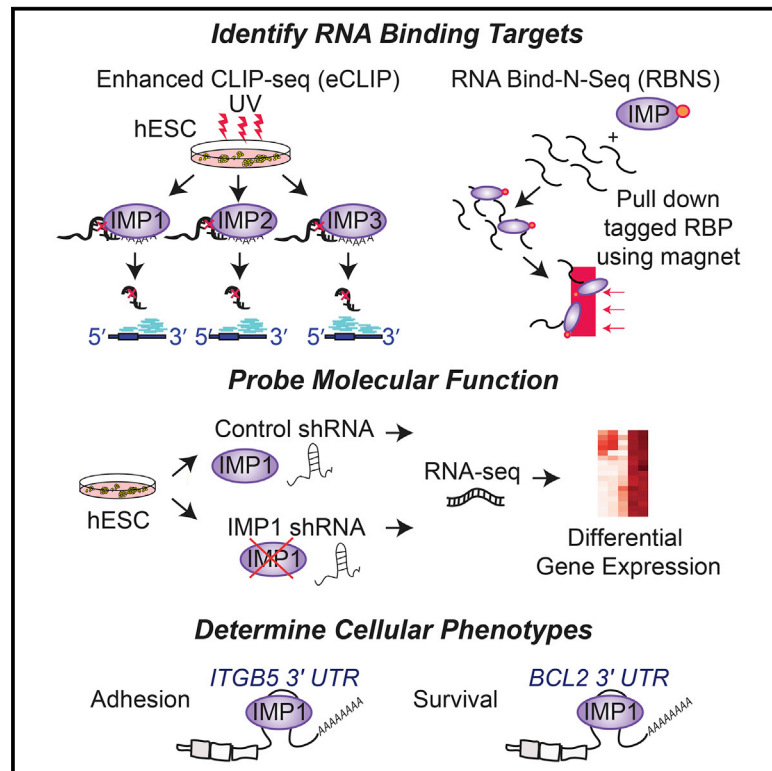 Identify RNA Binding Targets
Enhanced CLIP-seq (eCLIP)
UV
hESC
IMP1
IMP2
IMP3
5′
3′
5′
3′
5′
3′
RNA Bind-N-Seq (RBNS)
IMP
+
Pull down
tagged RBP
using magnet
Probe Molecular Function
hESC
Control shRNA
IMP1
IMP1 shRNA
IMP1
RNA-seq
Differential
Gene Expression
Determine Cellular Phenotypes
Adhesion
ITGB5 3′ UTR
IMP1
AAAAAAAA
Survival
BCL2 3′ UTR
IMP1
AAAAAAAA